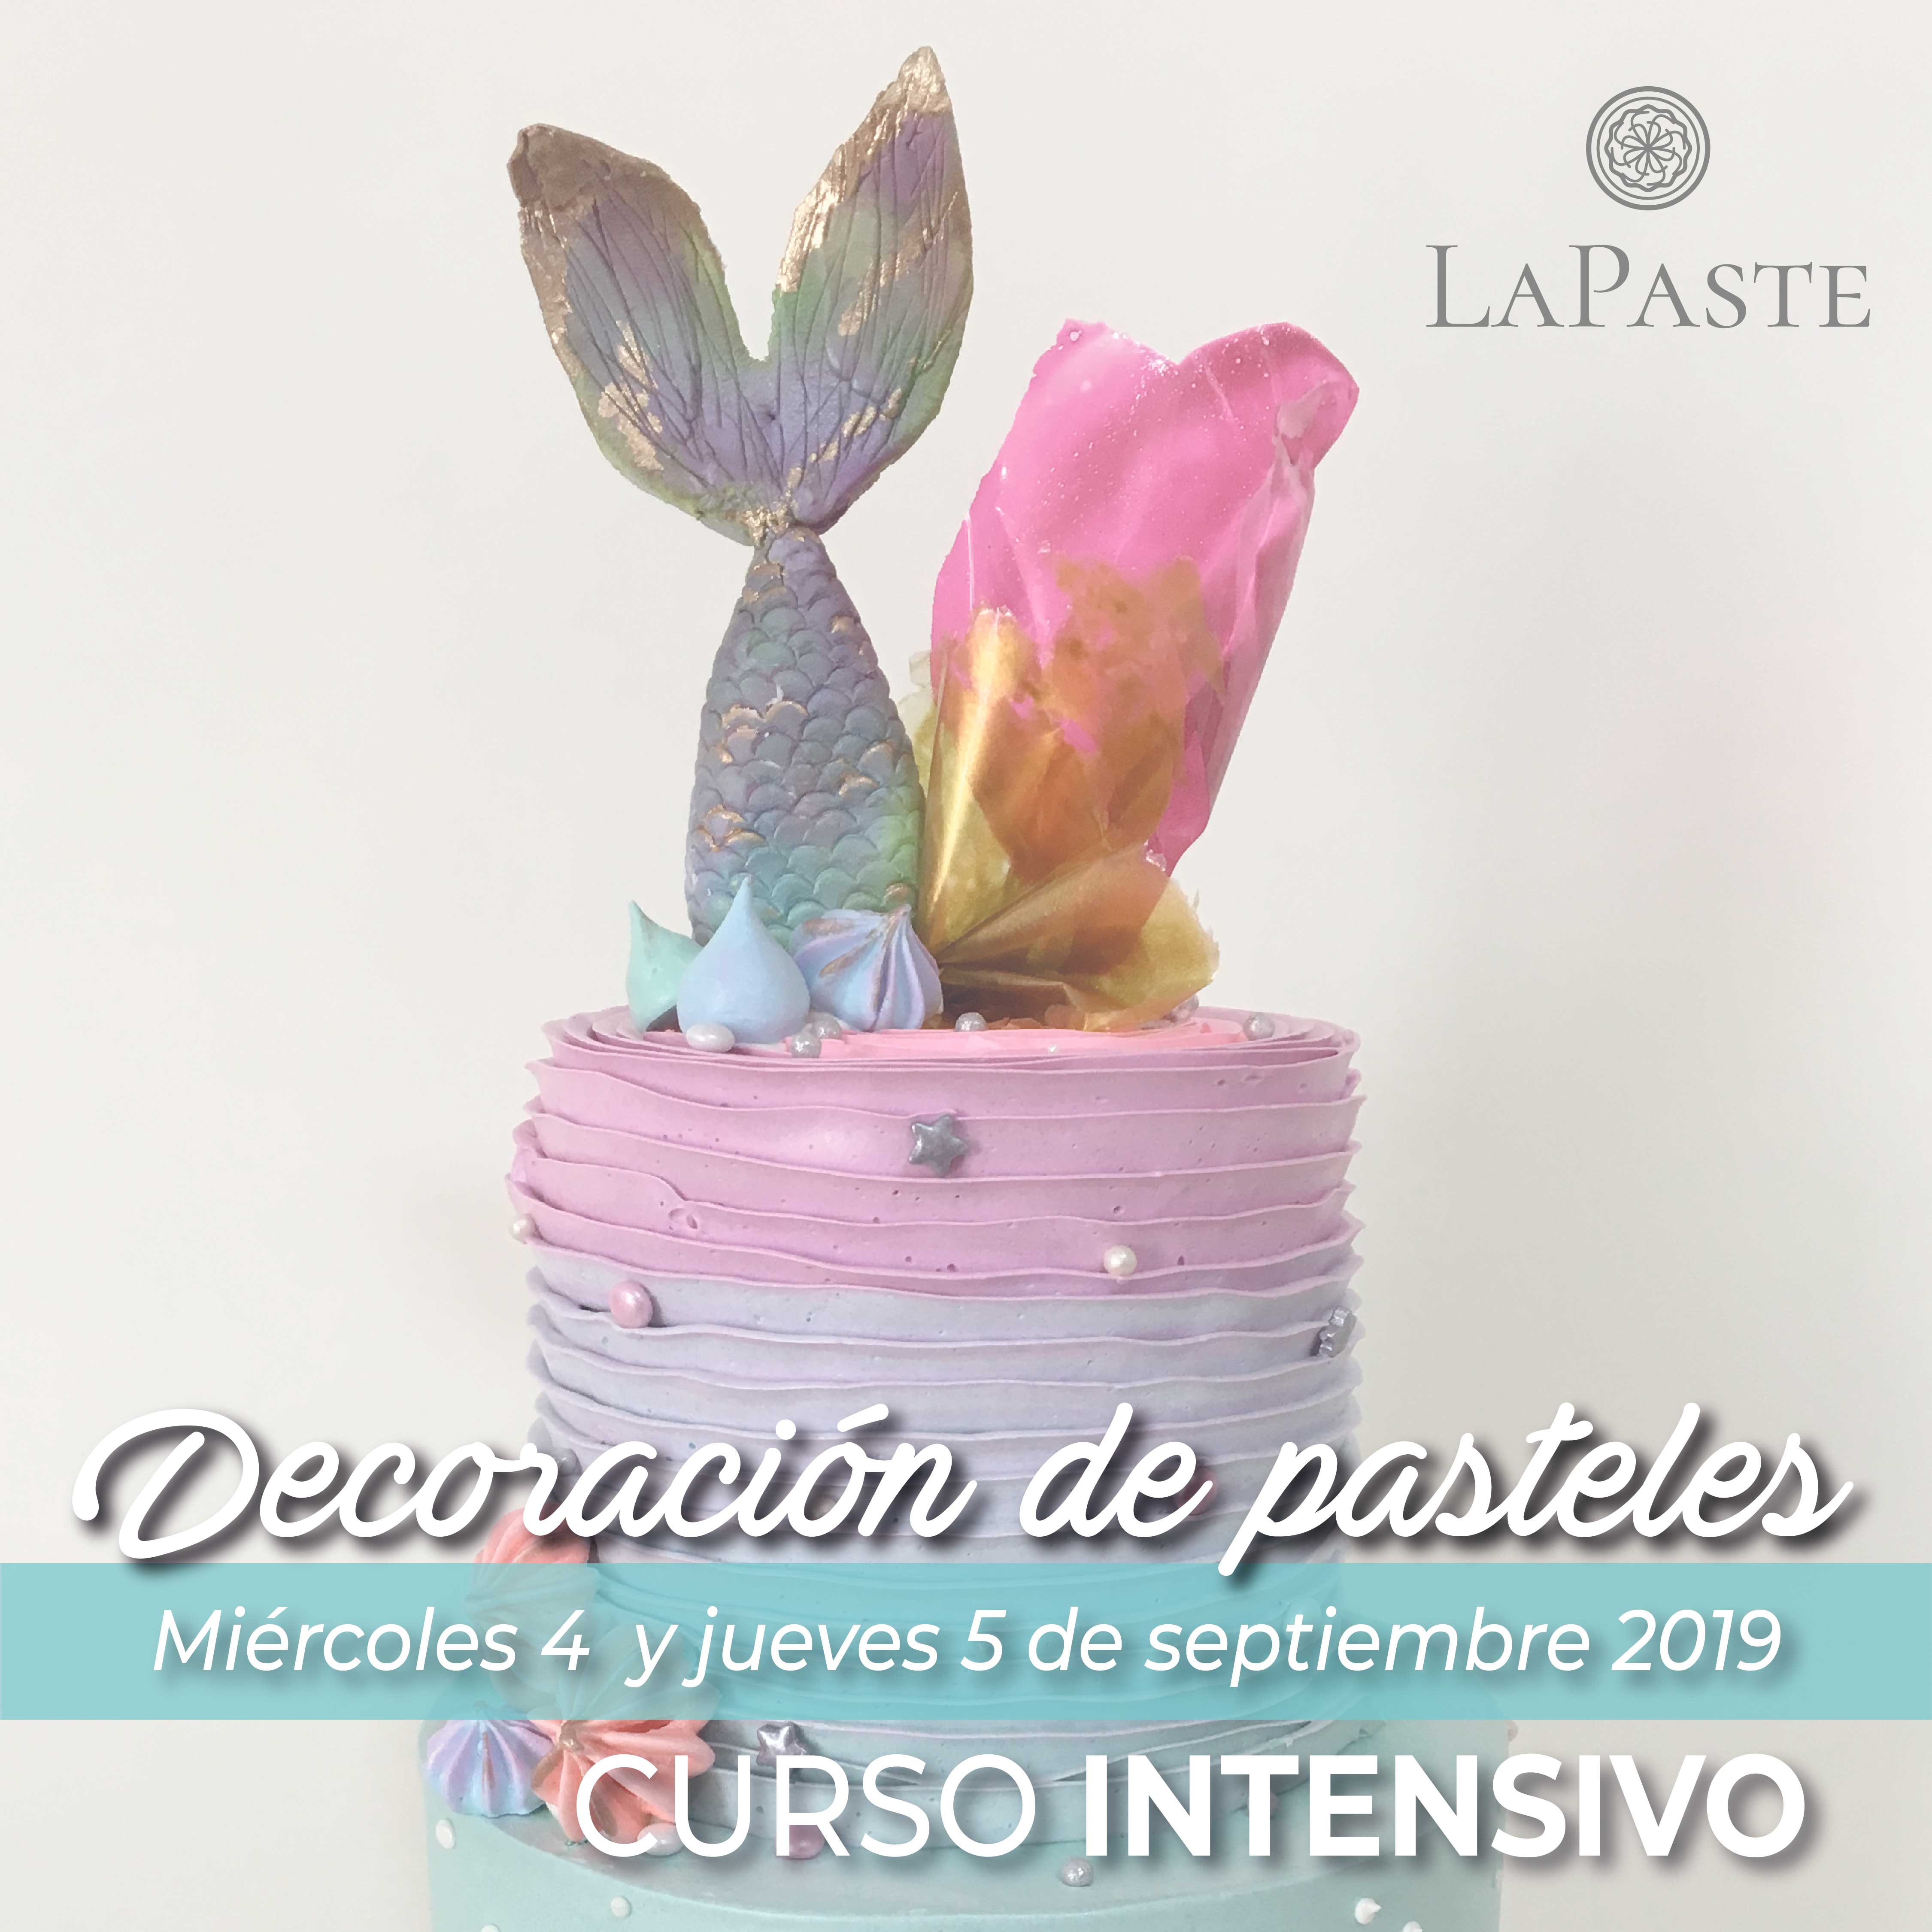 LAPASTE
Decoración de pasteles
Miércoles 4 y jueves 5 de septiembre 2019
CURSO INTENSIVO